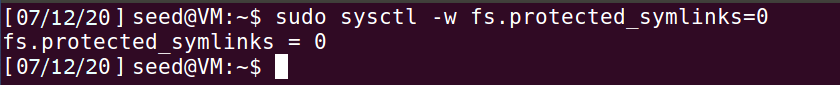 [07/12/20]seed@VM:~$ sudo sysctl -w fs.protected_symlinks=0
fs.protected_symlinks = 0
[07/12/20]seed@VM:~$